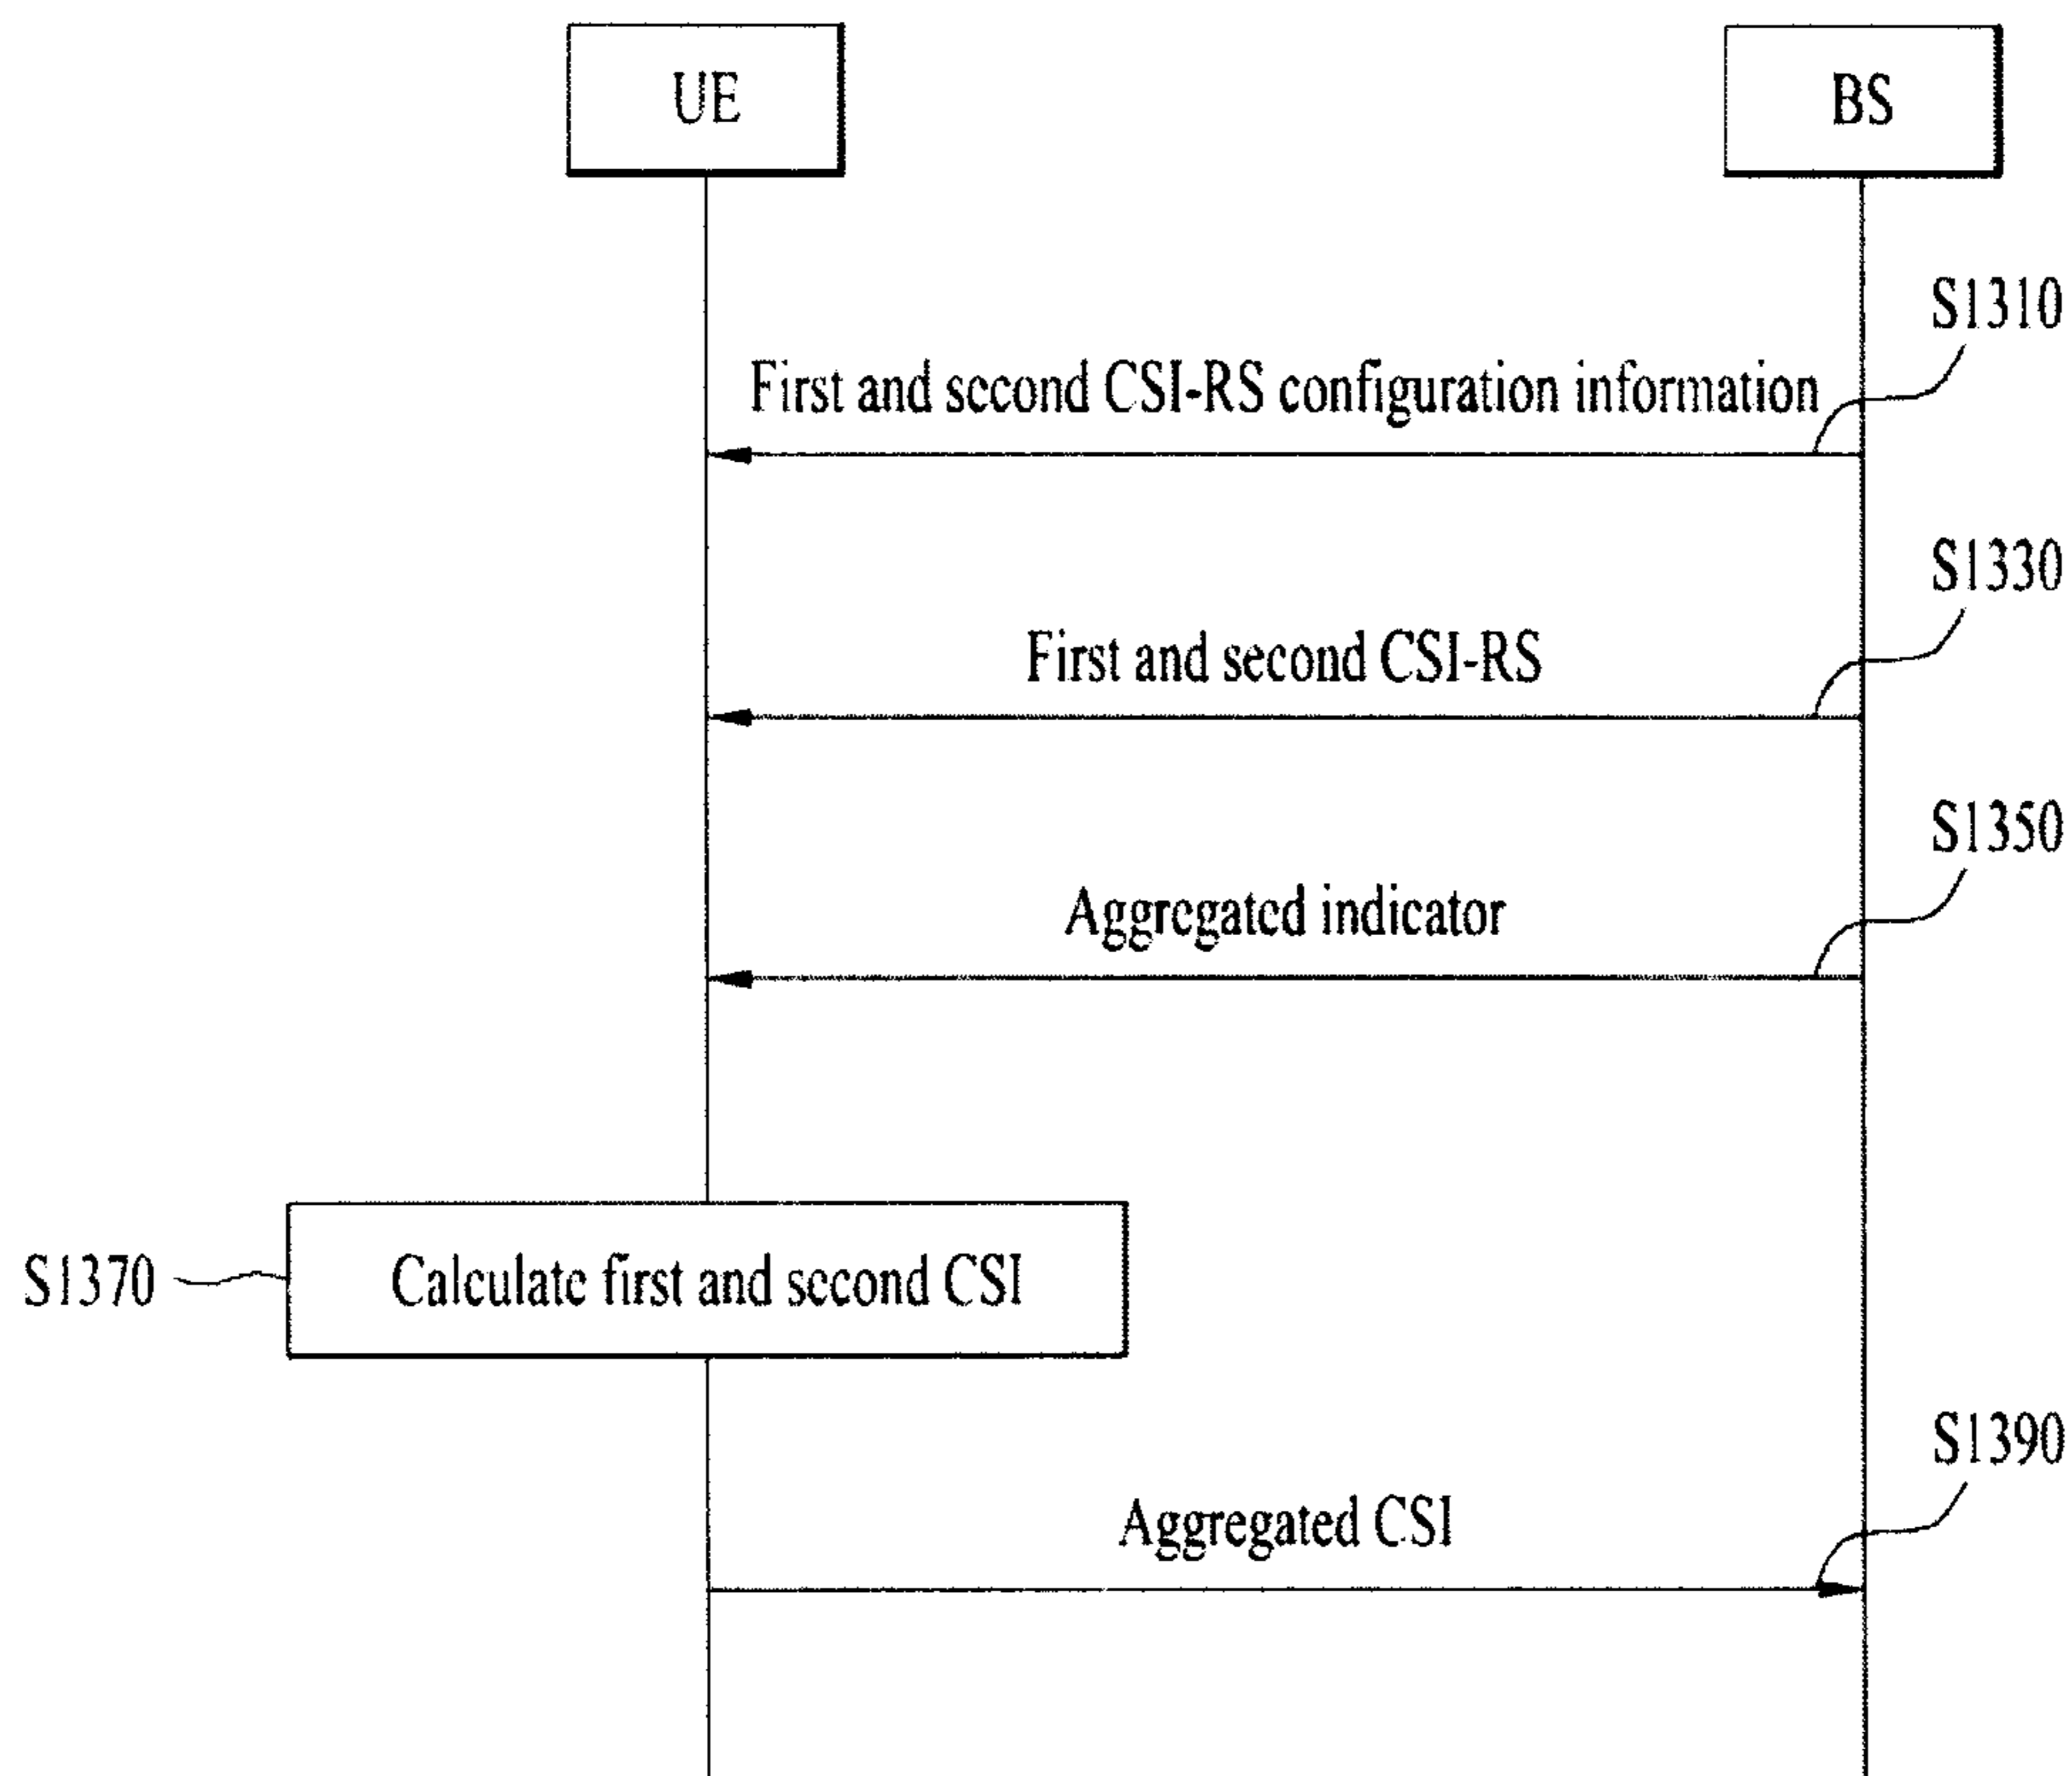 UE
BS
S1310
First and second CSI-RS configuration information
S1330
First and second CSI-RS
S1350
Aggregated indicator
S1370
Calculate first and second CSI
S1390
Aggregated CSI